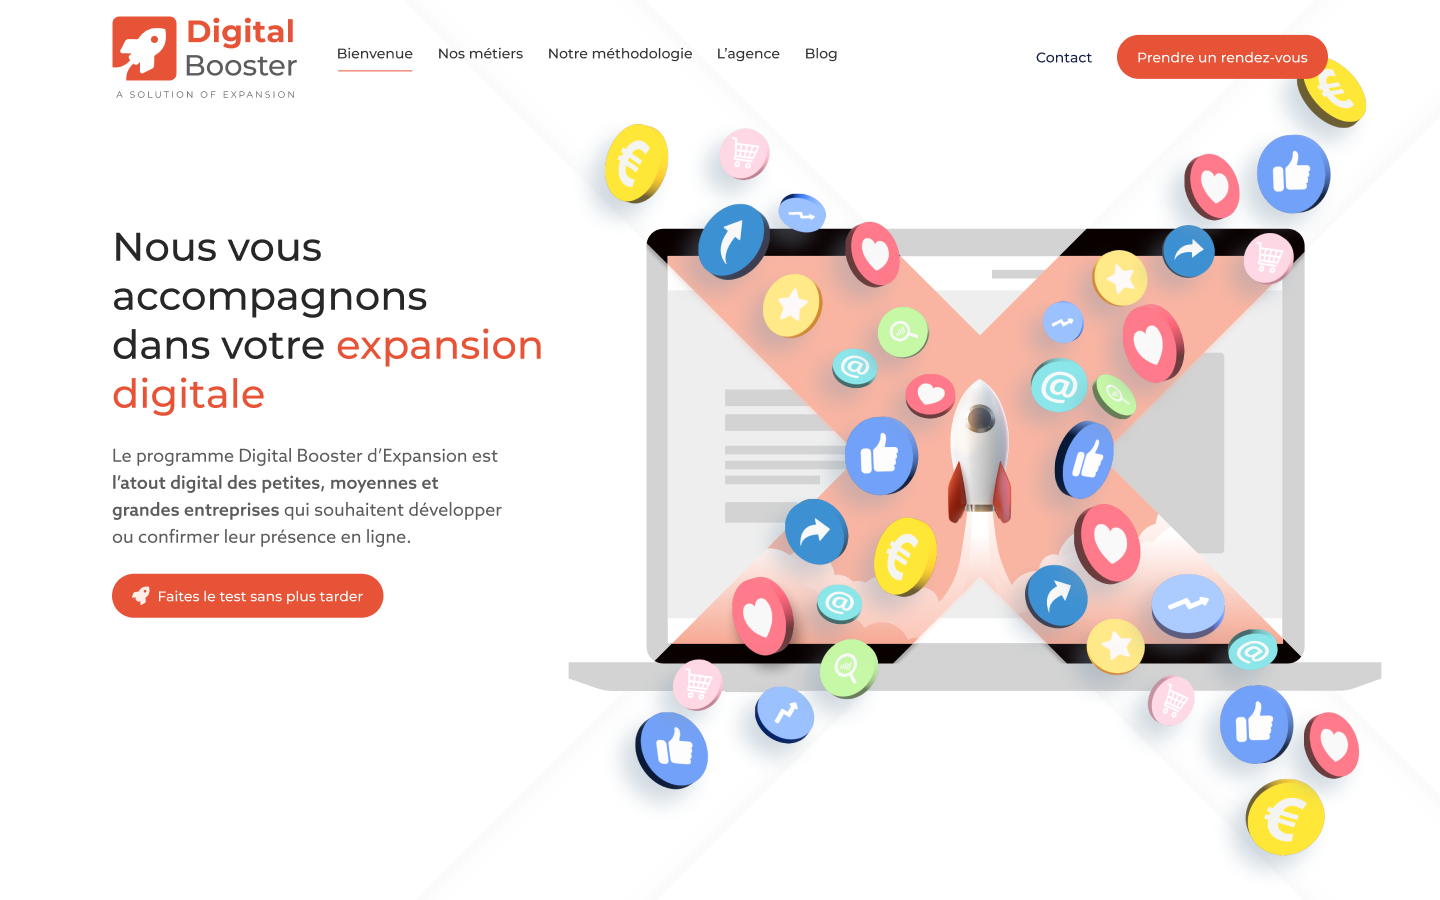 Digital
Booster
A SOLUTION OF EXPANSION
Bienvenue
Nos métiers
Notre méthodologie
L’agence
Blog
Contact
Prendre un rendez-vous
Nous vous
accompagnons
dans votre expansion
digitale
Le programme Digital Booster d’Expansion est
l’atout digital des petites, moyennes et
grandes entreprises qui souhaitent développer
ou confirmer leur présence en ligne.
Faites le test sans plus tarder